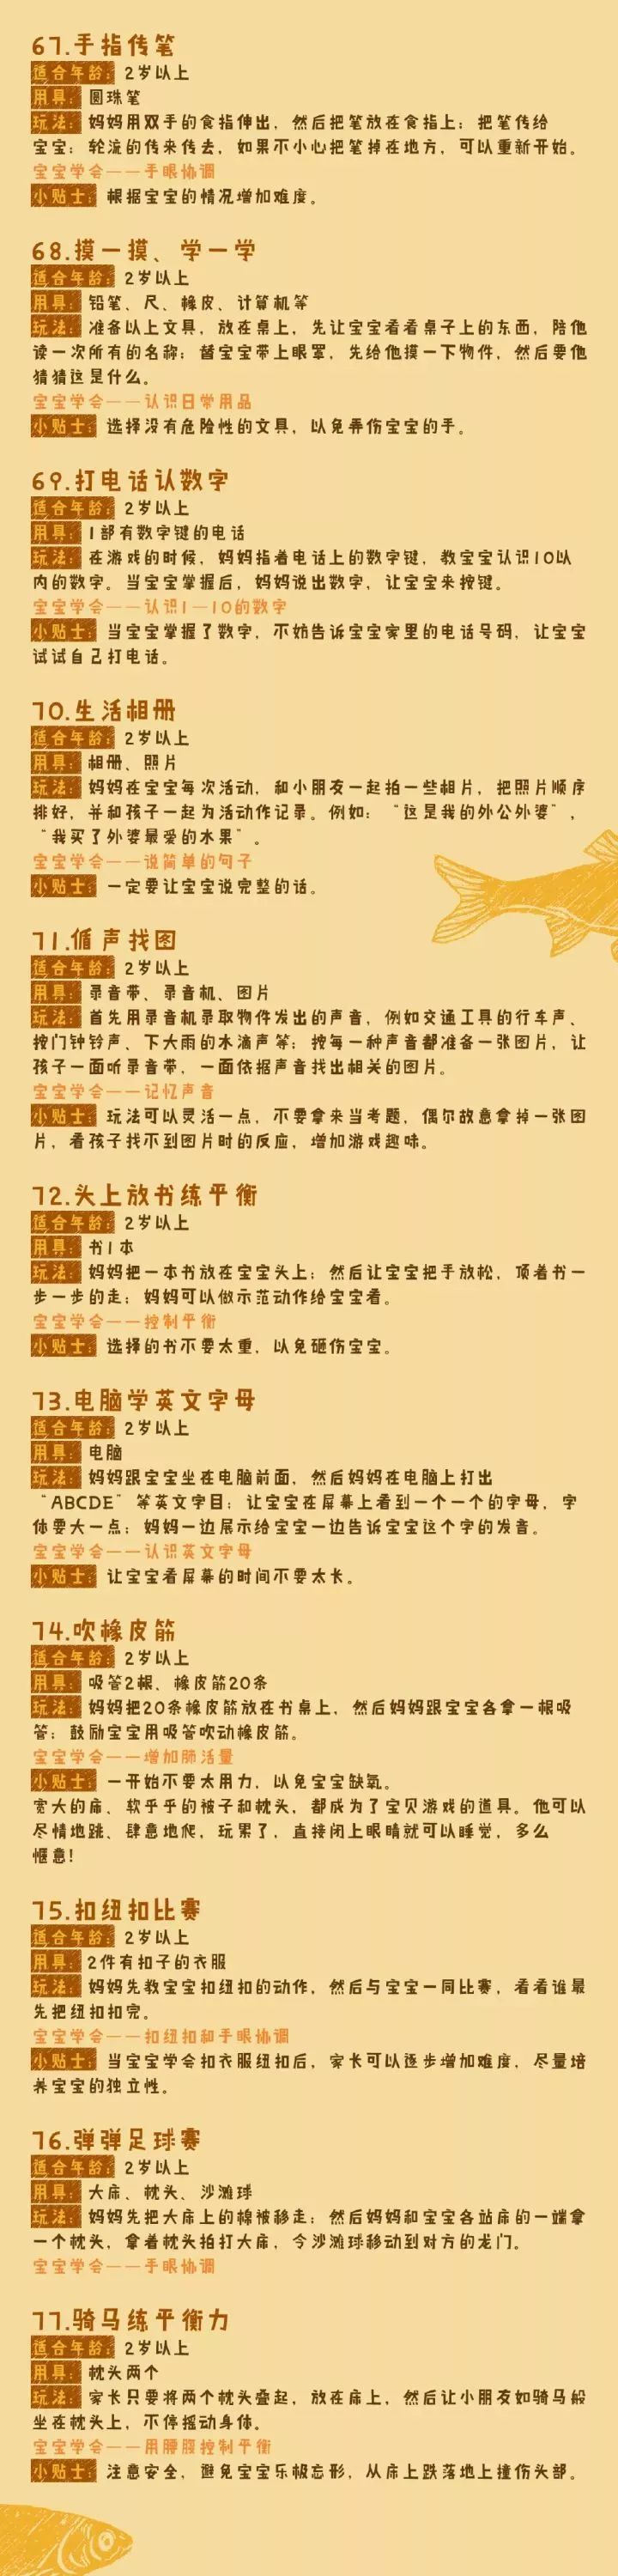 67.手指传笔
适合年龄：2岁以上
用具：圆珠笔
玩法：妈妈用双手的食指伸出，然后把笔放在食指上；把笔传给
宝宝；轮流的传来传去，如果不小心把笔掉在地方，可以重新开始。
宝宝学会——手眼协调
小贴士：根据宝宝的情况增加难度。
68.摸一摸、学一学
适合年龄：2岁以上
用具：铅笔、尺、橡皮、计算机等
玩法：准备以上文具，放在桌上，先让宝宝看看桌子上的东西，陪他
读一次所有的名称；替宝宝带上眼罩，先给他摸一下物件，然后要他
猜猜这是什么。
宝宝学会——认识日常用品
小贴士：选择没有危险性的文具，以免弄伤宝宝的手。
69.打电话认数字
适合年龄：2岁以上
用具：1部有数字键的电话
玩法：在游戏的时候，妈妈指着电话上的数字键，教宝宝认识10以
内的数字。当宝宝掌握后，妈妈说出数字，让宝宝来按键。
宝宝学会——认识1—10的数字
小贴士：当宝宝掌握了数字，不妨告诉宝宝家里的电话号码，让宝宝
试试自己打电话。
70.生活相册
适合年龄：2岁以上
用具：相册、照片
玩法：妈妈在宝宝每次活动，和小朋友一起拍一些相片，把照片顺序
排好，并和孩子一起为活动作记录。例如：“这是我的外公外婆”，
“我买了外婆最爱的水果”。
宝宝学会——说简单的句子
小贴士：一定要让宝宝说完整的话。
71.循声找图
适合年龄：2岁以上
用具：录音带、录音机、图片
玩法：首先用录音机录取物件发出的声音，例如交通工具的行车声、
按门钟铃声、下大雨的水滴声等；按每一种声音都准备一张图片，让
孩子一面听录音带，一面依据声音找出相关的图片。
宝宝学会——记忆声音
小贴士：玩法可以灵活一点，不要拿来当考题，偶尔故意拿掉一张图
片，看孩子找不到图片时的反应，增加游戏趣味。
72.头上放书练平衡
适合年龄：2岁以上
用具：书1本
玩法：妈妈把一本书放在宝宝头上；然后让宝宝把手放松，顶着书一
步一步的走；妈妈可以做示范动作给宝宝看。
宝宝学会——控制平衡
小贴士：选择的书不要太重，以免砸伤宝宝。
73.电脑学英文字母
适合年龄：2岁以上
用具：电脑
玩法：妈妈跟宝宝坐在电脑前面，然后妈妈在电脑上打出
“ABCDE”等英文字目；让宝宝在屏幕上看到一个一个的字母，字
体要大一点；妈妈一边展示给宝宝一边告诉宝宝这个字的发音。
宝宝学会——认识英文字母
小贴士：让宝宝看屏幕的时间不要太长。
74.吹橡皮筋
适合年龄：2岁以上
用具：吸管2根、橡皮筋20条
玩法：妈妈把20条橡皮筋放在书桌上，然后妈妈跟宝宝各拿一根吸
管；鼓励宝宝用吸管吹动橡皮筋。
宝宝学会——增加肺活量
小贴士：一开始不要太用力，以免宝宝缺氧。
宽大的床、软乎乎的被子和枕头，都成为了宝贝游戏的道具。他可以
尽情地跳、肆意地爬，玩累了，直接闭上眼睛就可以睡觉，多么
惬意！
75.扣纽扣比赛
适合年龄：2岁以上
用具：2件有扣子的衣服
玩法：妈妈先教宝宝扣纽扣的动作，然后与宝宝一同比赛，看看谁最
先把纽扣扣完。
宝宝学会——扣纽扣和手眼协调
小贴士：当宝宝学会扣衣服纽扣后，家长可以逐步增加难度，尽量培
养宝宝的独立性。
76.弹弹足球赛
适合年龄：2岁以上
用具：大床、枕头、沙滩球
玩法：妈妈先把大床上的棉被移走；然后妈妈和宝宝各站床的一端拿
一个枕头，拿着枕头拍打大床，令沙滩球移动到对方的龙门。
宝宝学会——手眼协调
77.骑马练平衡力
适合年龄：2岁以上
用具：枕头两个
玩法：家长只要将两个枕头叠起，放在床上，然后让小朋友如骑马般
坐在枕头上，不停摇动身体。
宝宝学会——用腰腹控制平衡
小贴士：注意安全，避免宝宝乐极忘形，从床上跌落地上撞伤头部。